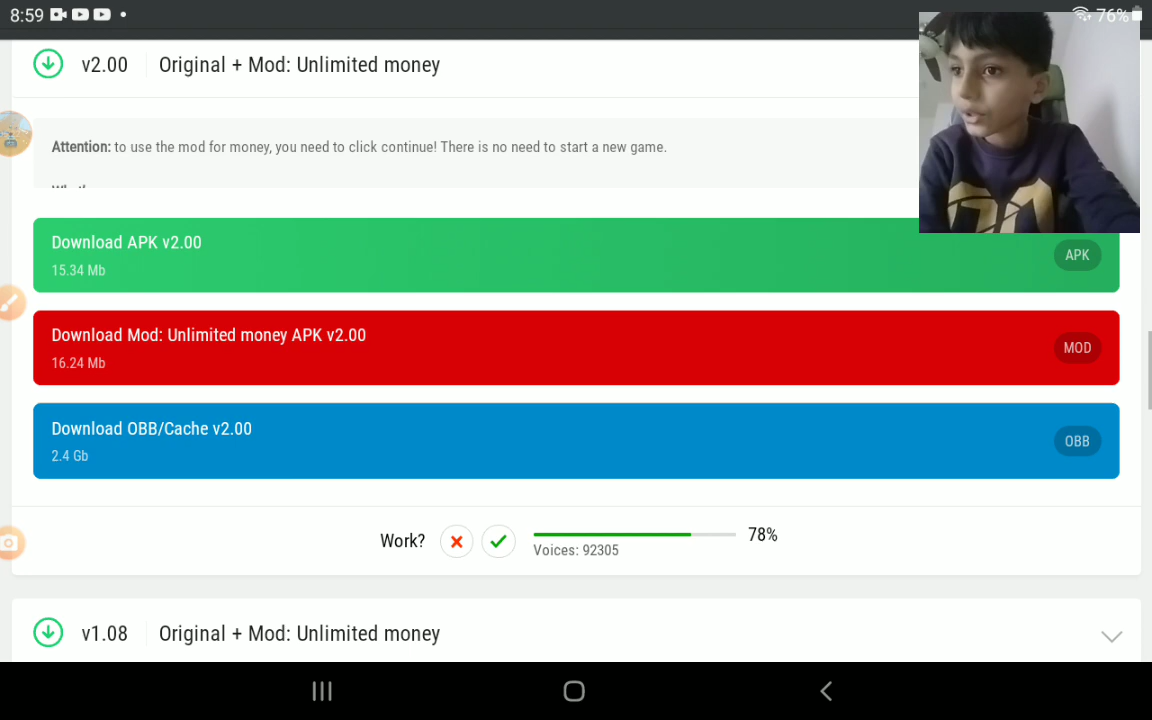 8:59
76%
v2.00 Original + Mod: Unlimited money
Attention: to use the mod for money, you need to click continue! There is no need to start a new game.
Download APK v2.00
15.34 Mb
APK
Download Mod: Unlimited money APK v2.00
16.24 Mb
MOD
Download OBB/Cache v2.00
2.4 Gb
OBB
Work?
78%
Voices: 92305
v1.08 Original + Mod: Unlimited money